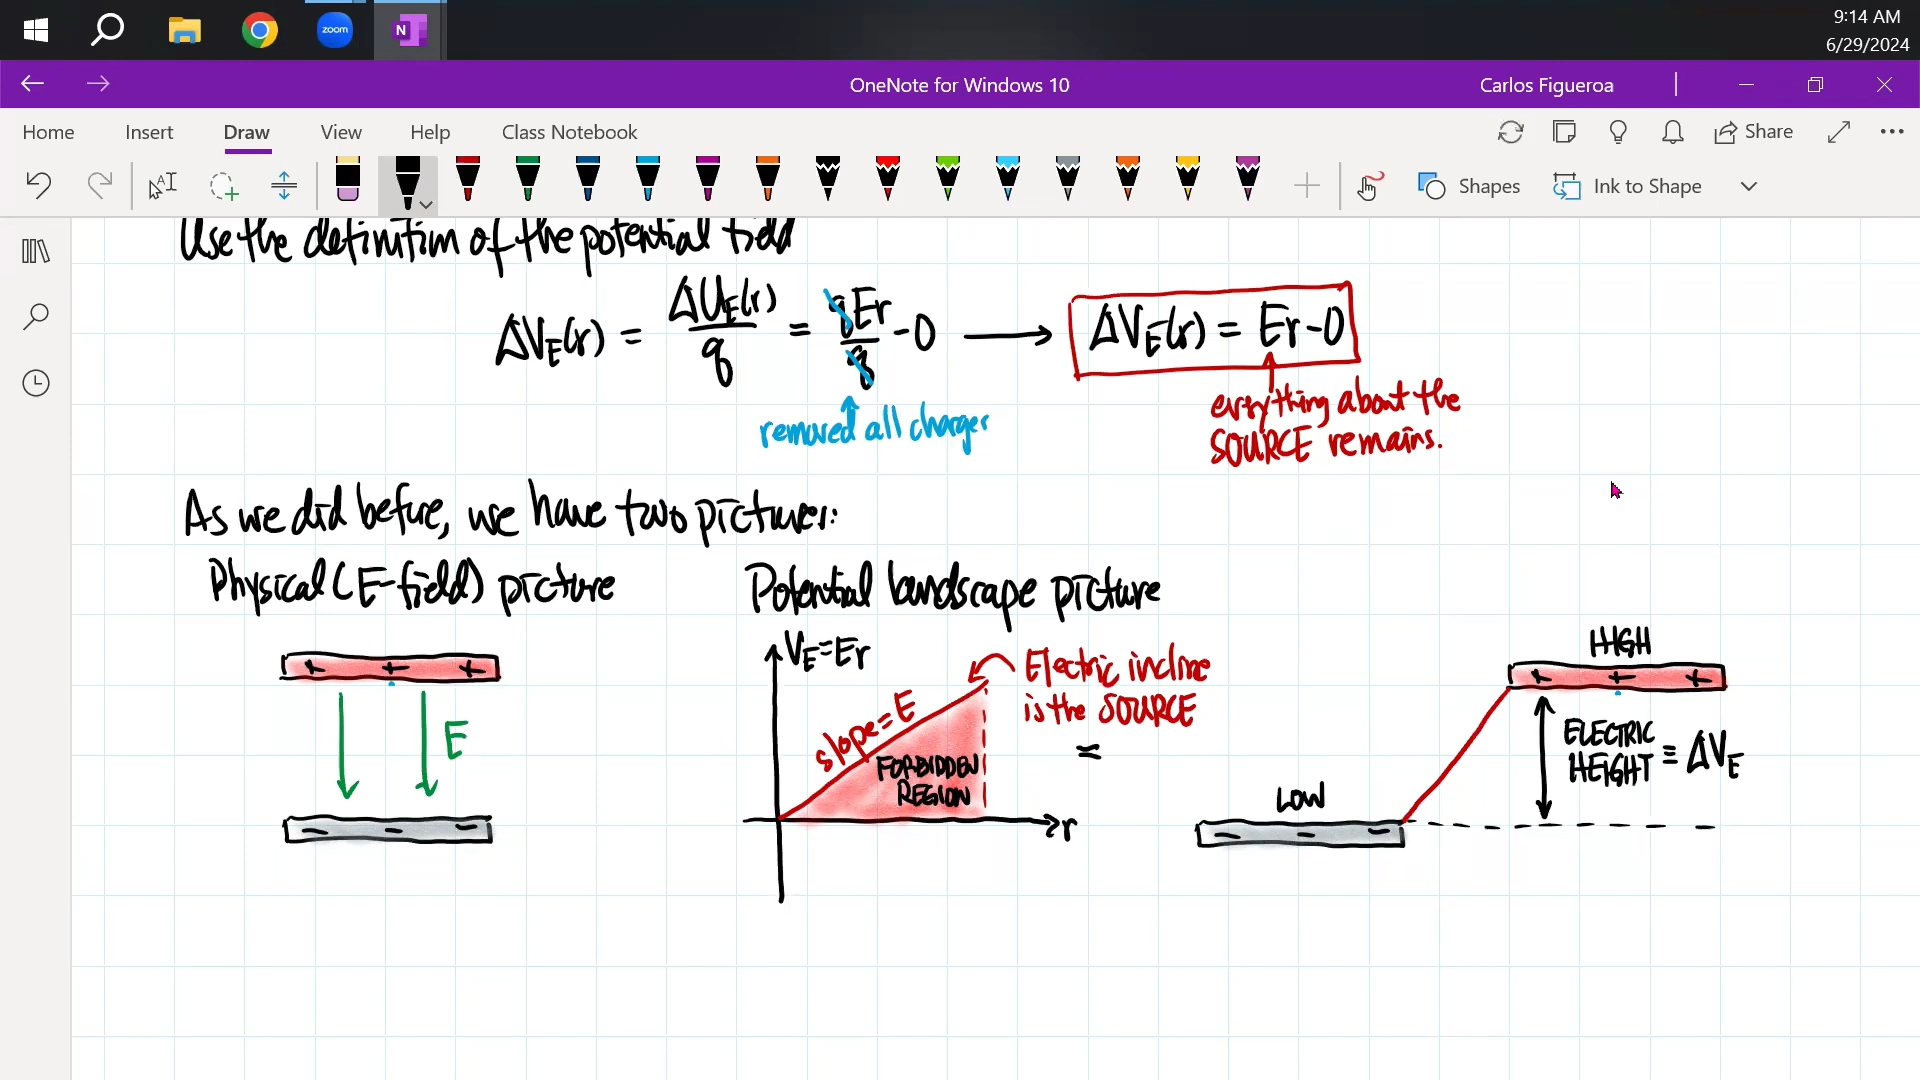 9:14 AM
6/29/2024
zoom
N
OneNote for Windows 10
Carlos Figueroa
Home Insert Draw View Help Class Notebook
Share
Shapes
Ink to Shape
Use the definition of the potential field
ΔV_E(r) = ΔU_E(r)/q = qEr/q - 0 → ΔV_E(r) = Er - 0
removed all charges
everything about the
SOURCE remains.
As we did before, we have two pictures:
Physical (E-field) picture
Potential landscape picture
+ + +
E
- - -
V_E = Er
slope = E
Electric incline
is the SOURCE
FORBIDDEN
REGION
r
=
HIGH
+ + +
ELECTRIC
HEIGHT ≡ ΔV_E
LOW
- - -